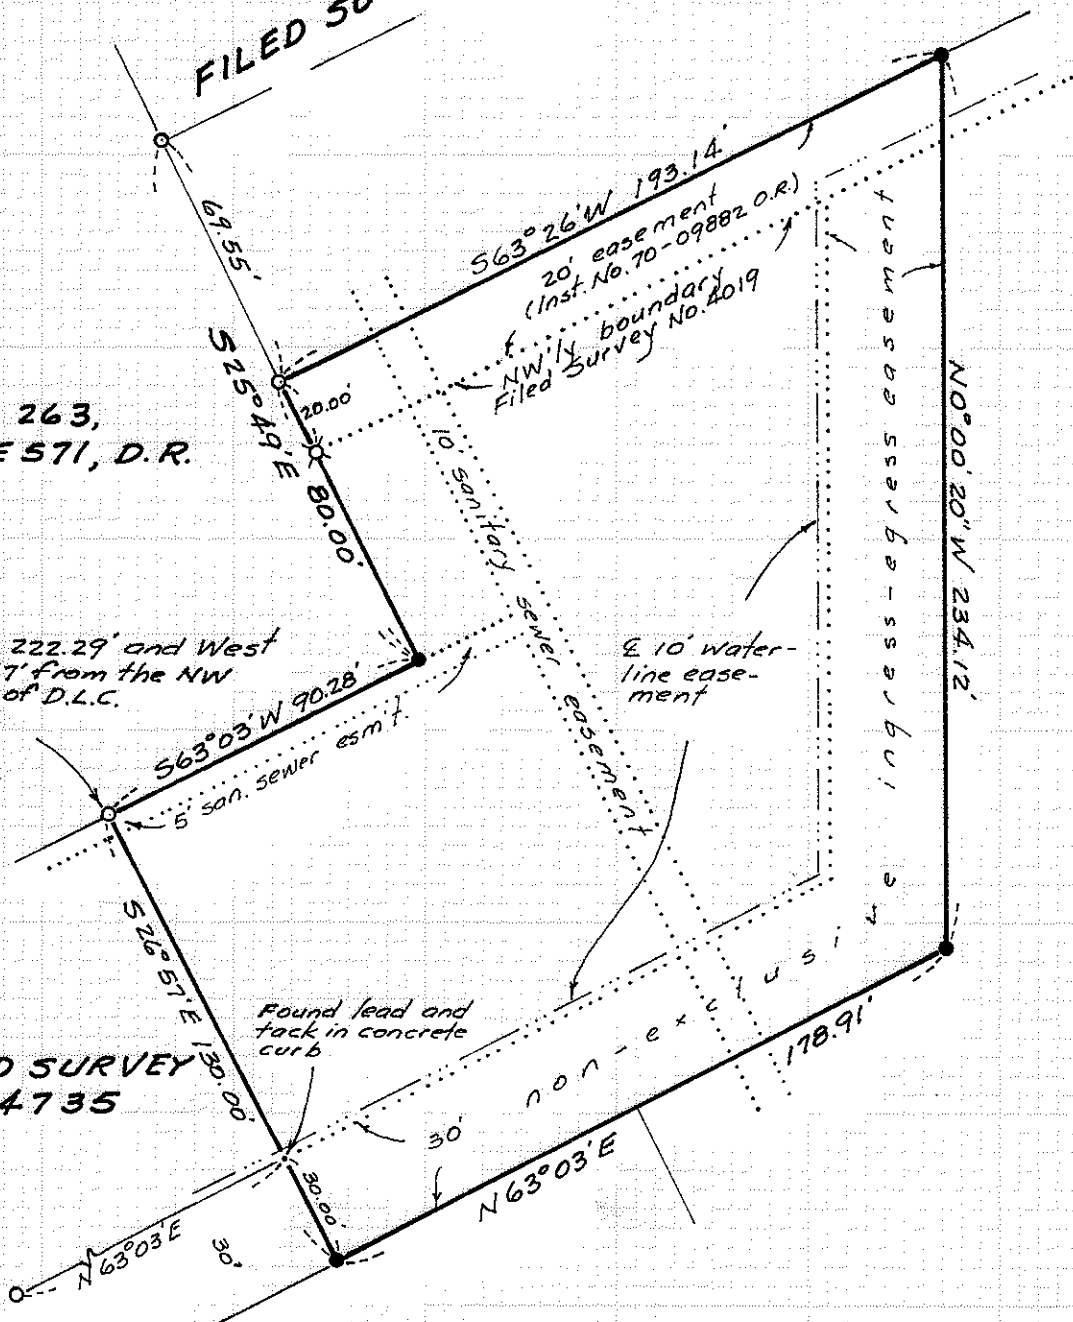 FILED SU
69.55'
S63°26'W 193.14'
20' easement
(Inst. No. 70-09882 O.R.)
NW'ly boundary
Filed Survey No. 4019
20.00'
S25°49'E 80.00'
263,
E 571, D.R.
10' sanitary sewer easement
N0°00'20"W 234.12'
222.29' and West
7' from the NW
of D.L.C.
℄ 10' water-
line ease-
ment
S63°03'W 90.28'
5' san. sewer esm't.
S26°57'E 130.00'
Found lead and
tack in concrete
curb
D SURVEY
4735
30' non-exclusive ingress-egress easement
178.91'
N63°03'E
30.00'
N63°03'E
30'